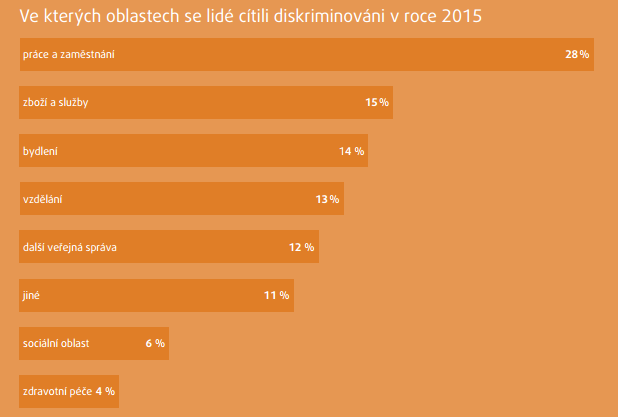 Ve kterých oblastech se lidé cítili diskriminováni v roce 2015
práce a zaměstnání 28 %
zboží a služby 15 %
bydlení 14 %
vzdělání 13 %
další veřejná správa 12 %
jiné 11 %
sociální oblast 6 %
zdravotní péče 4 %